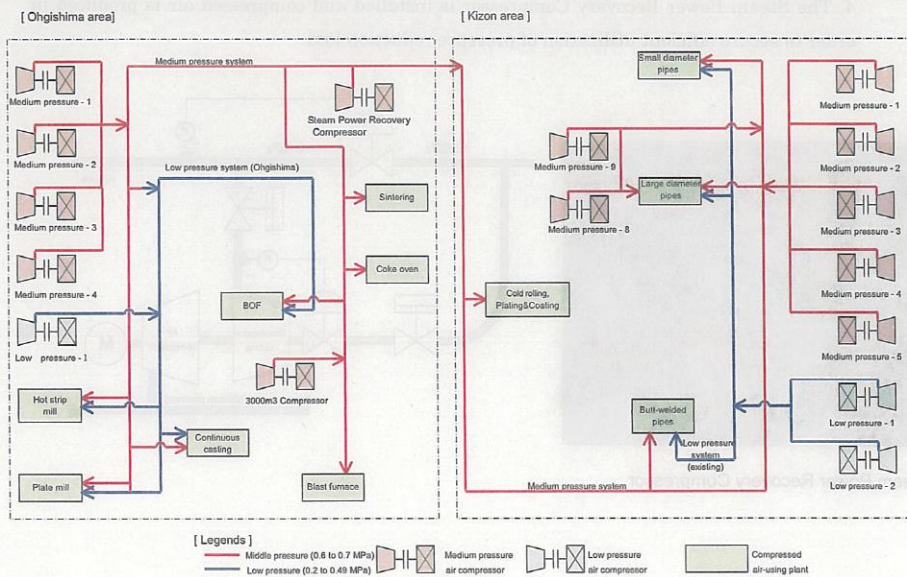 [ Ohgishima area ]
[ Kizon area ]
Medium pressure system
Medium pressure - 1
Steam Power Recovery
Compressor
Medium pressure - 2
Low pressure system (Ohgishima)
Medium pressure - 3
Sintering
Medium pressure - 4
Coke oven
BOF
Low pressure - 1
3000m3 Compressor
Hot strip
mill
Continuous
casting
Plate mill
Blast furnace
Small diameter
pipes
Medium pressure - 1
Medium pressure - 9
Medium pressure - 2
Large diameter
pipes
Medium pressure - 8
Medium pressure - 3
Cold rolling,
Plating&Coating
Medium pressure - 4
Medium pressure - 5
Butt-welded
pipes
Low pressure - 1
Low pressure
system
(existing)
Medium pressure system
Low pressure - 2
[ Legends ]
Middle pressure (0.6 to 0.7 MPa)
Low pressure (0.2 to 0.49 MPa)
Medium pressure
air compressor
Low pressure
air compressor
Compressed
air-using plant